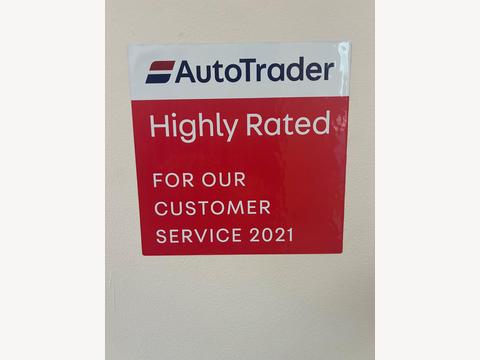 AutoTrader
Highly Rated
FOR OUR
CUSTOMER
SERVICE 2021